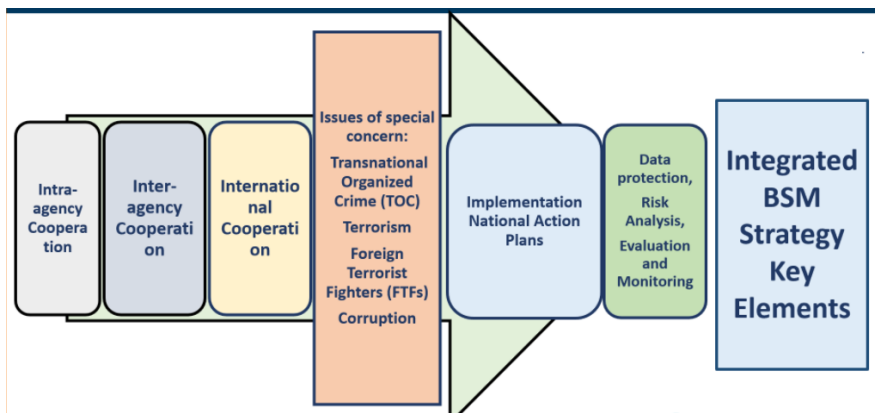 Intra-
agency
Coopera
tion
Inter-
agency
Cooperati
on
Internatio
nal
Cooperati
on
Issues of special
concern:
Transnational
Organized
Crime (TOC)
Terrorism
Foreign
Terrorist
Fighters (FTFs)
Corruption
Implementation
National Action
Plans
Data
protection,
Risk
Analysis,
Evaluation
and
Monitoring
Integrated
BSM
Strategy
Key
Elements